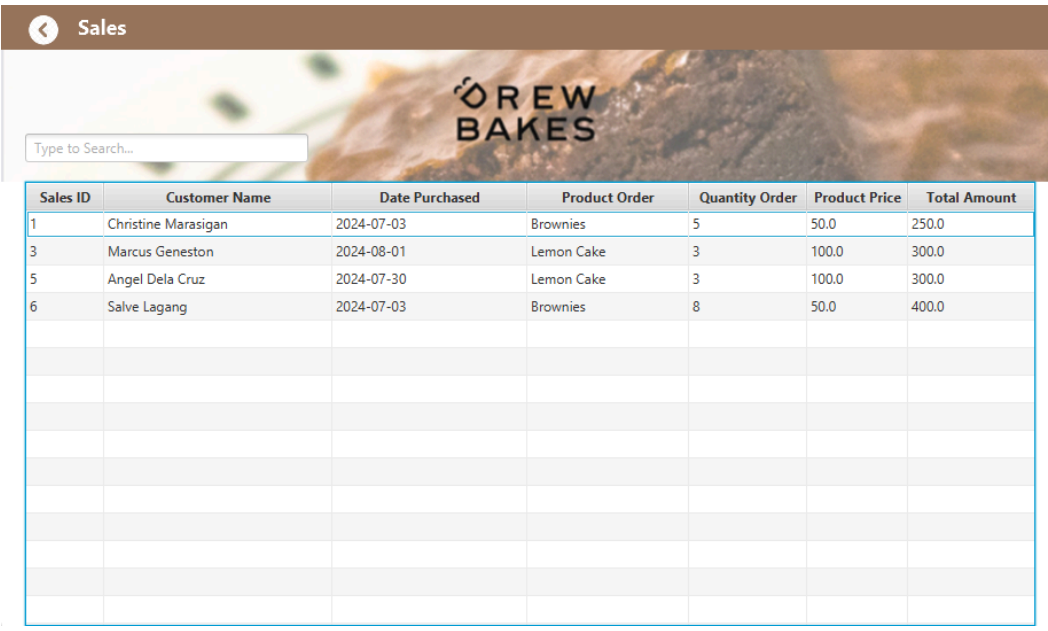 Sales
DREW
BAKES
Type to Search...
Sales ID Customer Name Date Purchased Product Order Quantity Order Product Price Total Amount
1 Christine Marasigan 2024-07-03 Brownies 5 50.0 250.0
3 Marcus Geneston 2024-08-01 Lemon Cake 3 100.0 300.0
5 Angel Dela Cruz 2024-07-30 Lemon Cake 3 100.0 300.0
6 Salve Lagang 2024-07-03 Brownies 8 50.0 400.0